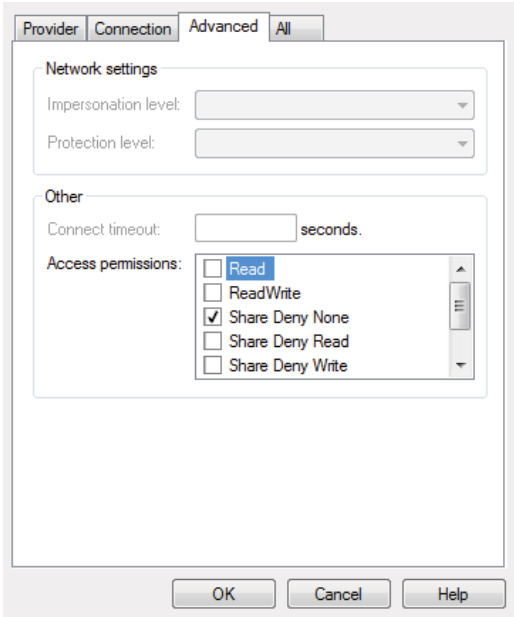 Provider Connection Advanced All
Network settings
Impersonation level:
Protection level:
Other
Connect timeout: seconds.
Access permissions: Read
ReadWrite
Share Deny None
Share Deny Read
Share Deny Write
OK Cancel Help